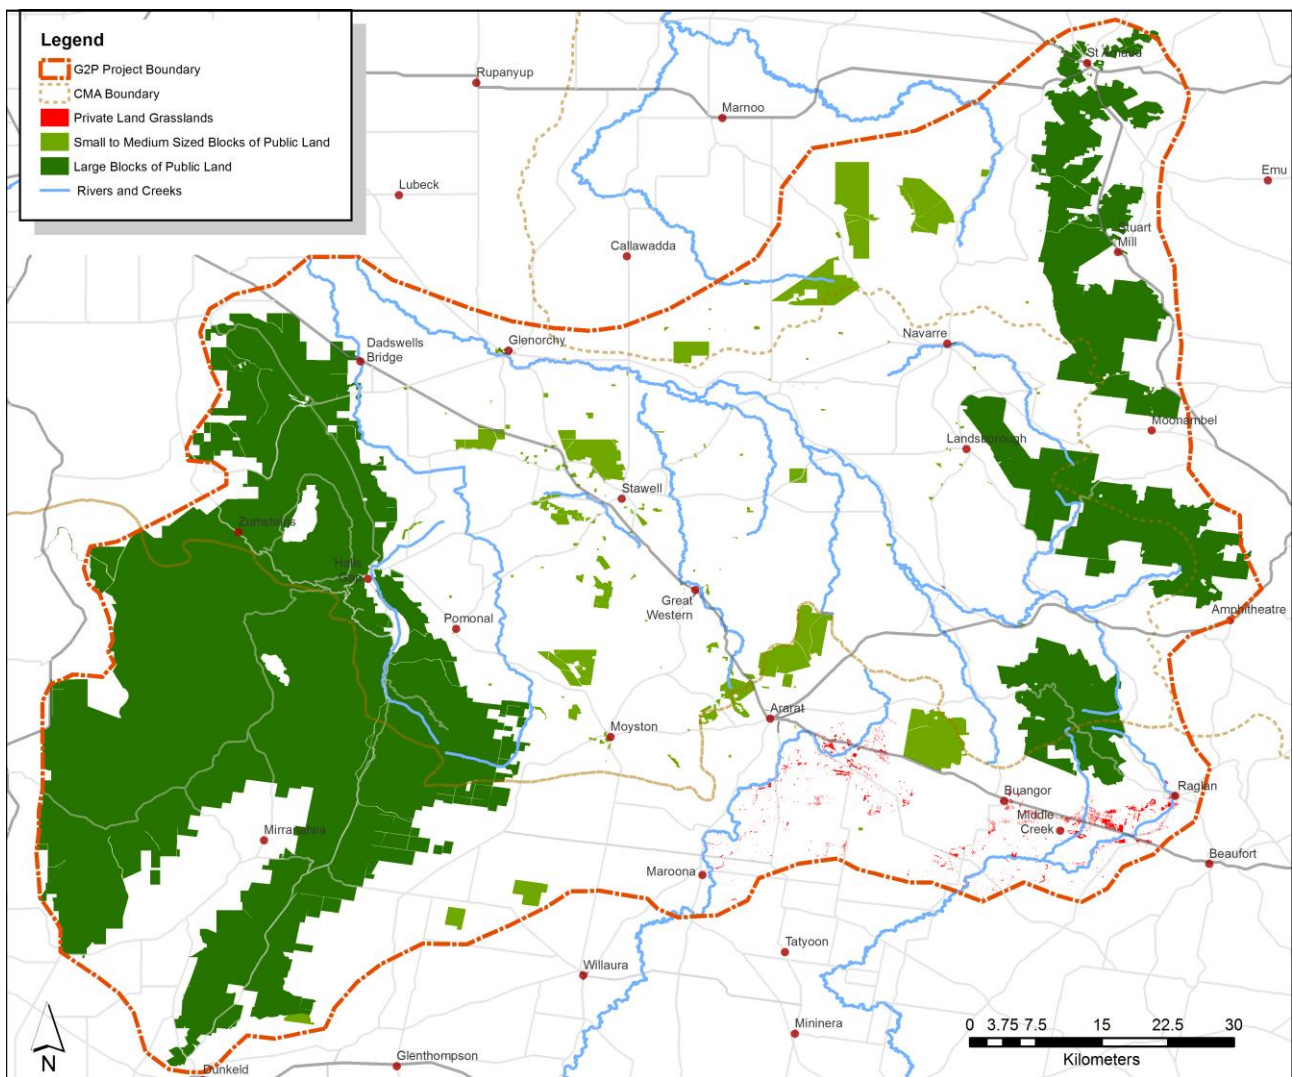 Legend
G2P Project Boundary
CMA Boundary
Private Land Grasslands
Small to Medium Sized Blocks of Public Land
Large Blocks of Public Land
Rivers and Creeks
St Arnaud
Rupanyup
Marnoo
Emu
Lubeck
Stuart
Mill
Callawadda
Navarre
Glenorchy
Dadswells
Bridge
Moonambel
Landsborough
Stawell
Zumsteins
Halls
Gap
Great
Western
Pomonal
Amphitheatre
Ararat
Moyston
Raglan
Buangor
Middle
Creek
Mirranatwa
Beaufort
Maroona
Tatyoon
Willaura
Mininera
Glenthompson
Dunkeld
N
0 3.75 7.5 15 22.5 30
Kilometers